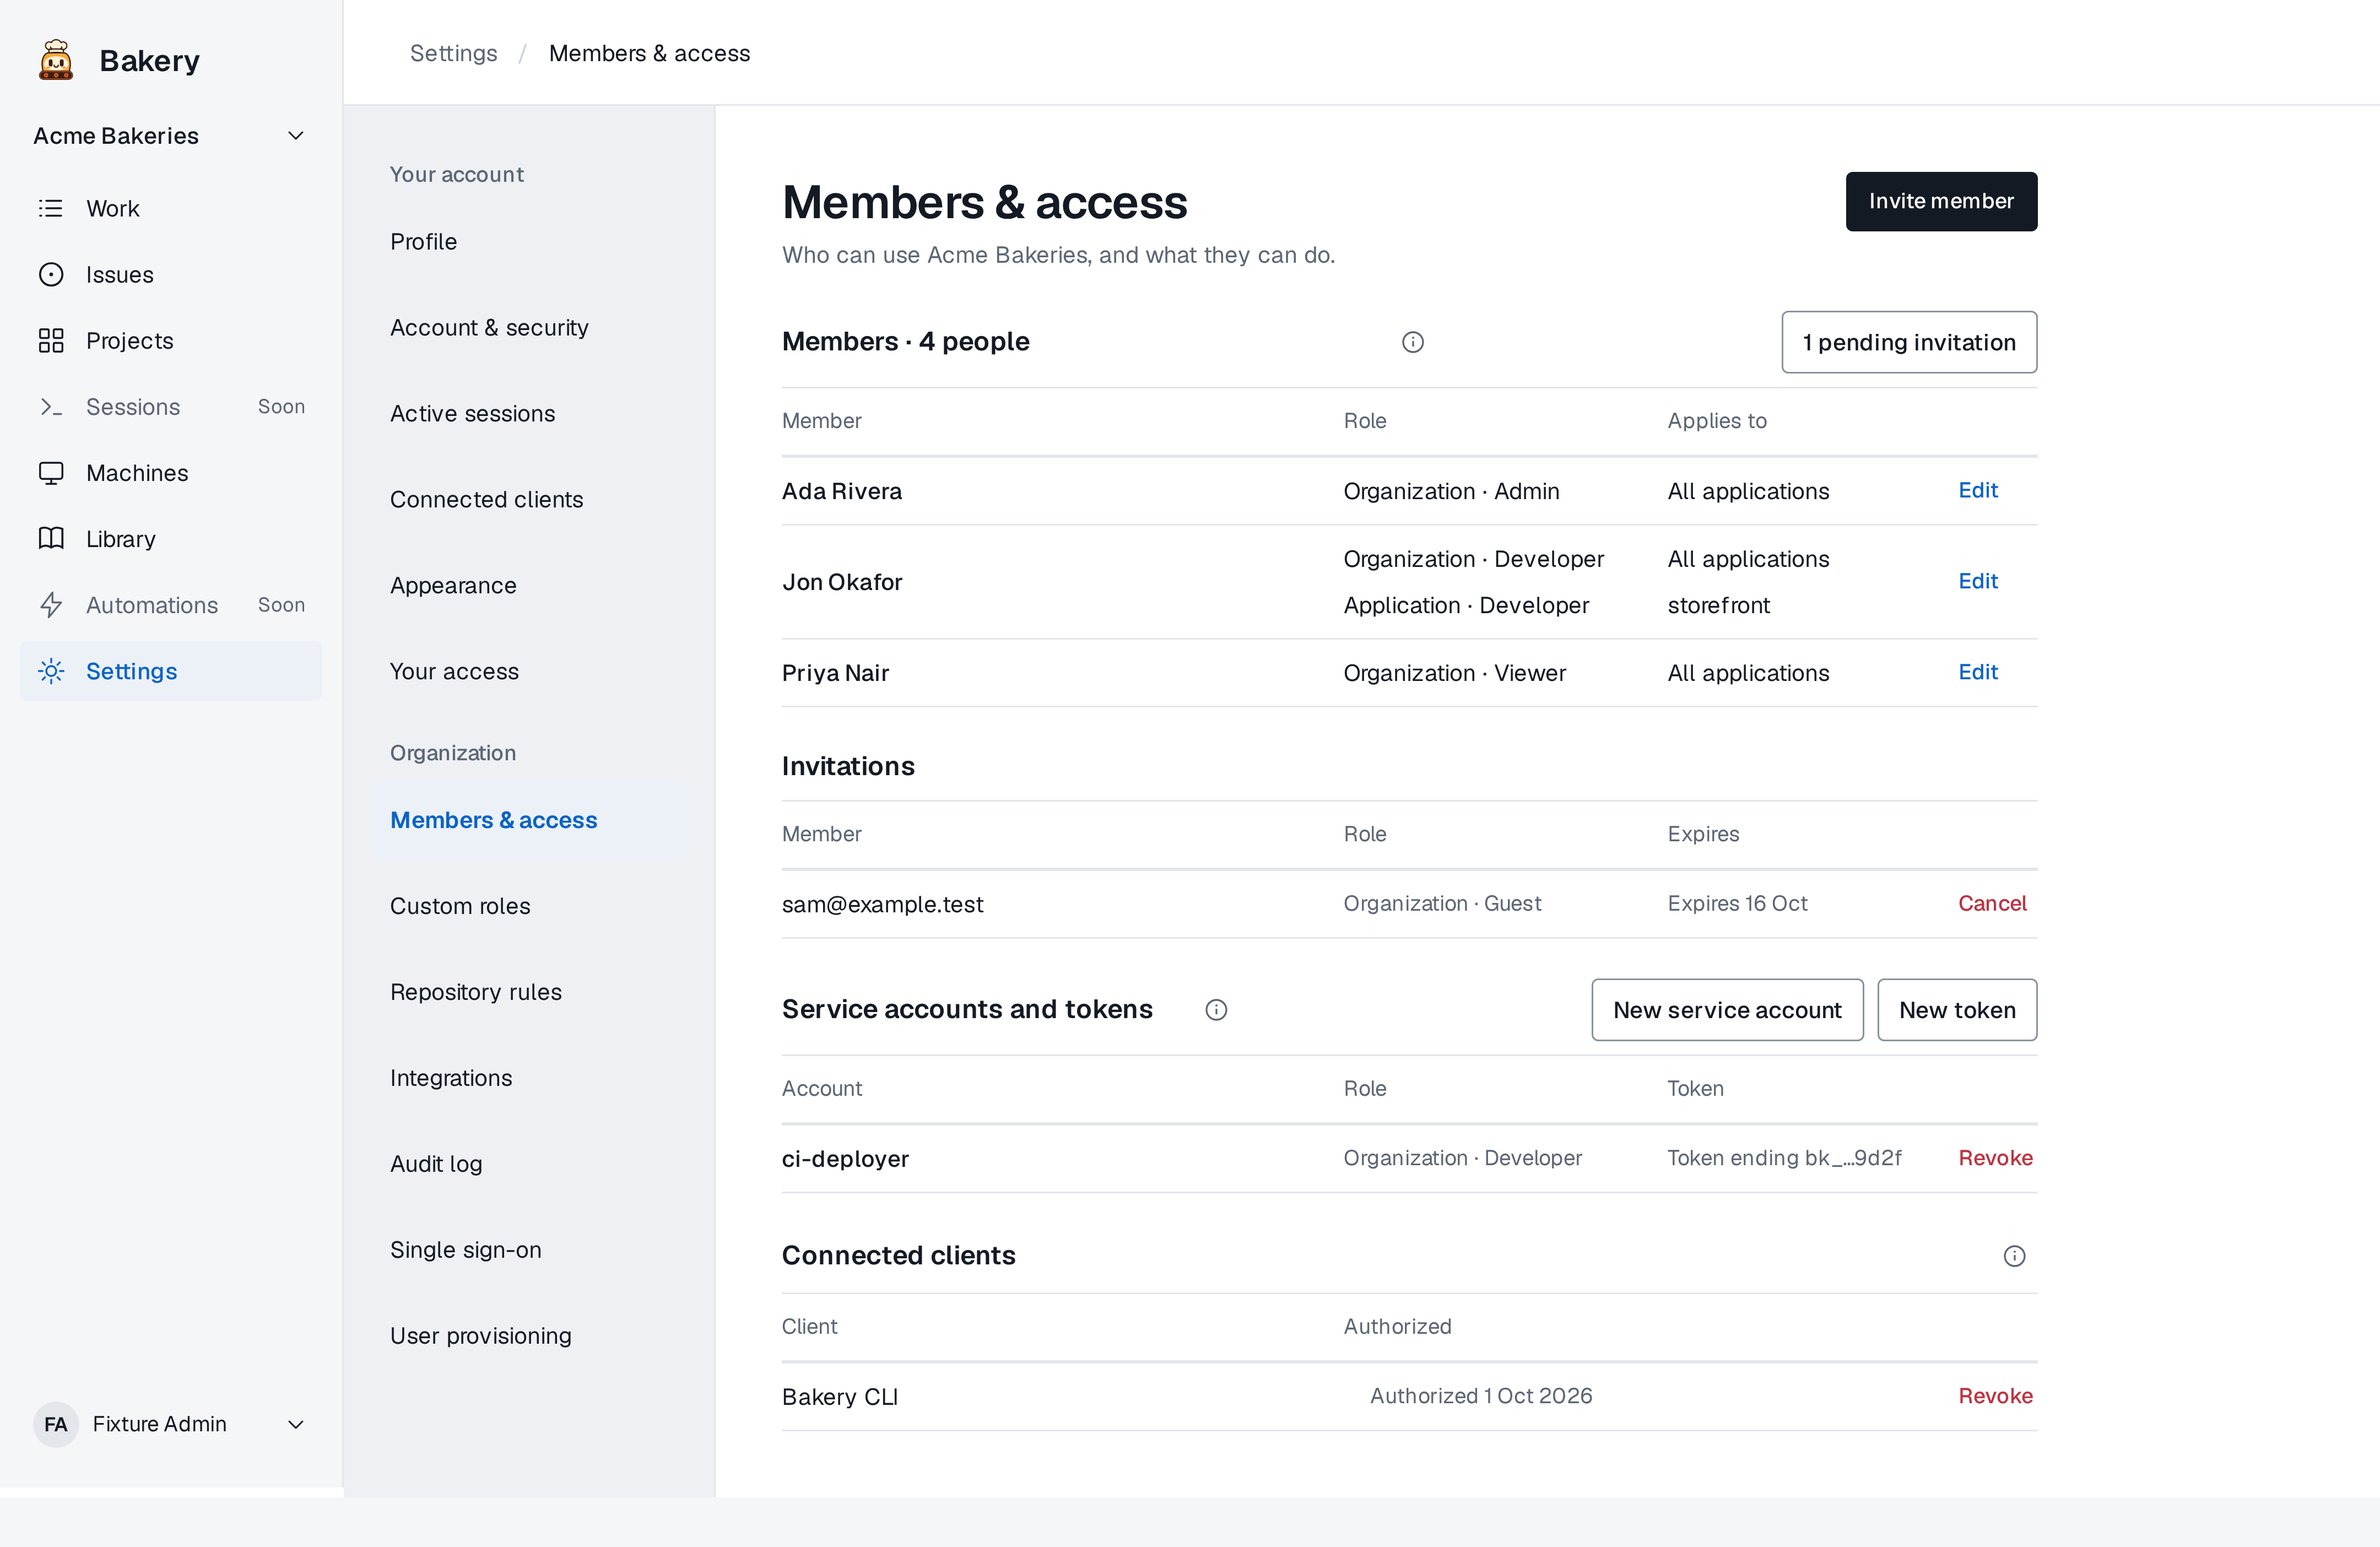 Bakery
Acme Bakeries
Work
Issues
Projects
Sessions Soon
Machines
Library
Automations Soon
Settings
FA Fixture Admin
Settings / Members & access
Your account
Profile
Account & security
Active sessions
Connected clients
Appearance
Your access
Organization
Members & access
Custom roles
Repository rules
Integrations
Audit log
Single sign-on
User provisioning
Members & access
Invite member
Who can use Acme Bakeries, and what they can do.
Members · 4 people
1 pending invitation
Member Role Applies to
Ada Rivera Organization · Admin All applications Edit
Jon Okafor Organization · Developer All applications Edit
Application · Developer storefront
Priya Nair Organization · Viewer All applications Edit
Invitations
Member Role Expires
sam@example.test Organization · Guest Expires 16 Oct Cancel
Service accounts and tokens
New service account New token
Account Role Token
ci-deployer Organization · Developer Token ending bk_…9d2f Revoke
Connected clients
Client Authorized
Bakery CLI Authorized 1 Oct 2026 Revoke